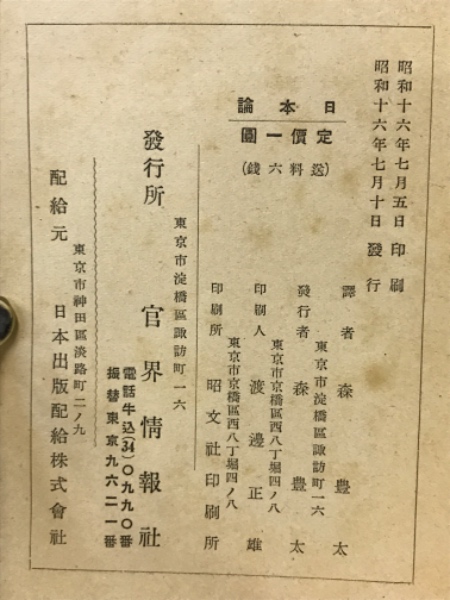 昭和十六年七月五日印刷
昭和十六年七月十日發行
日本論
定價一圓
(送料六錢)
譯者 森豊太
東京市淀橋區諏訪町一六
發行者 森豊太
東京市京橋區西八丁堀四ノ八
印刷人 渡邊正雄
東京市京橋區西八丁堀四ノ八
印刷所 昭文社印刷所
東京市淀橋區諏訪町一六
發行所 官界情報社
電話牛込(34)〇九九〇番
振替東京九六二一番
東京市神田區淡路町二ノ九
配給元 日本出版配給株式會社